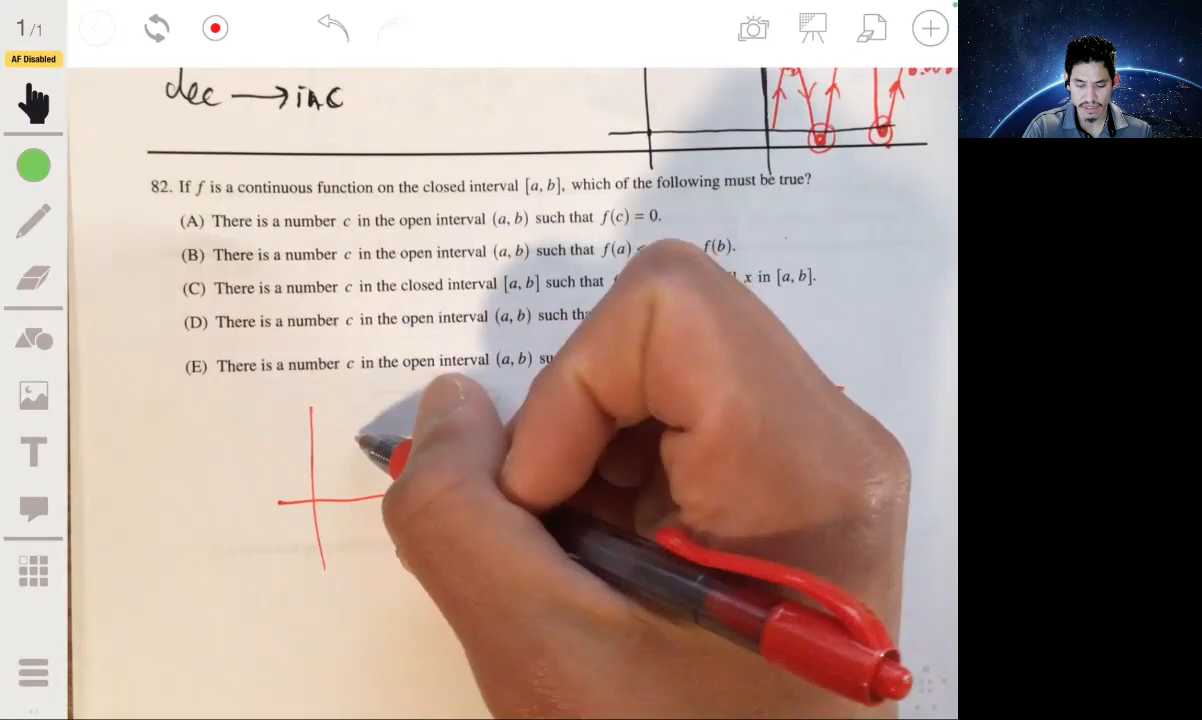 1/1
AF Disabled
dec → inc
82. If f is a continuous function on the closed interval [a, b], which of the following must be true?
(A) There is a number c in the open interval (a, b) such that f(c) = 0.
(B) There is a number c in the open interval (a, b) such that f(a) < f(b).
(C) There is a number c in the closed interval [a, b] such that x in [a, b].
(D) There is a number c in the open interval (a, b) such
(E) There is a number c in the open interval (a, b)
T